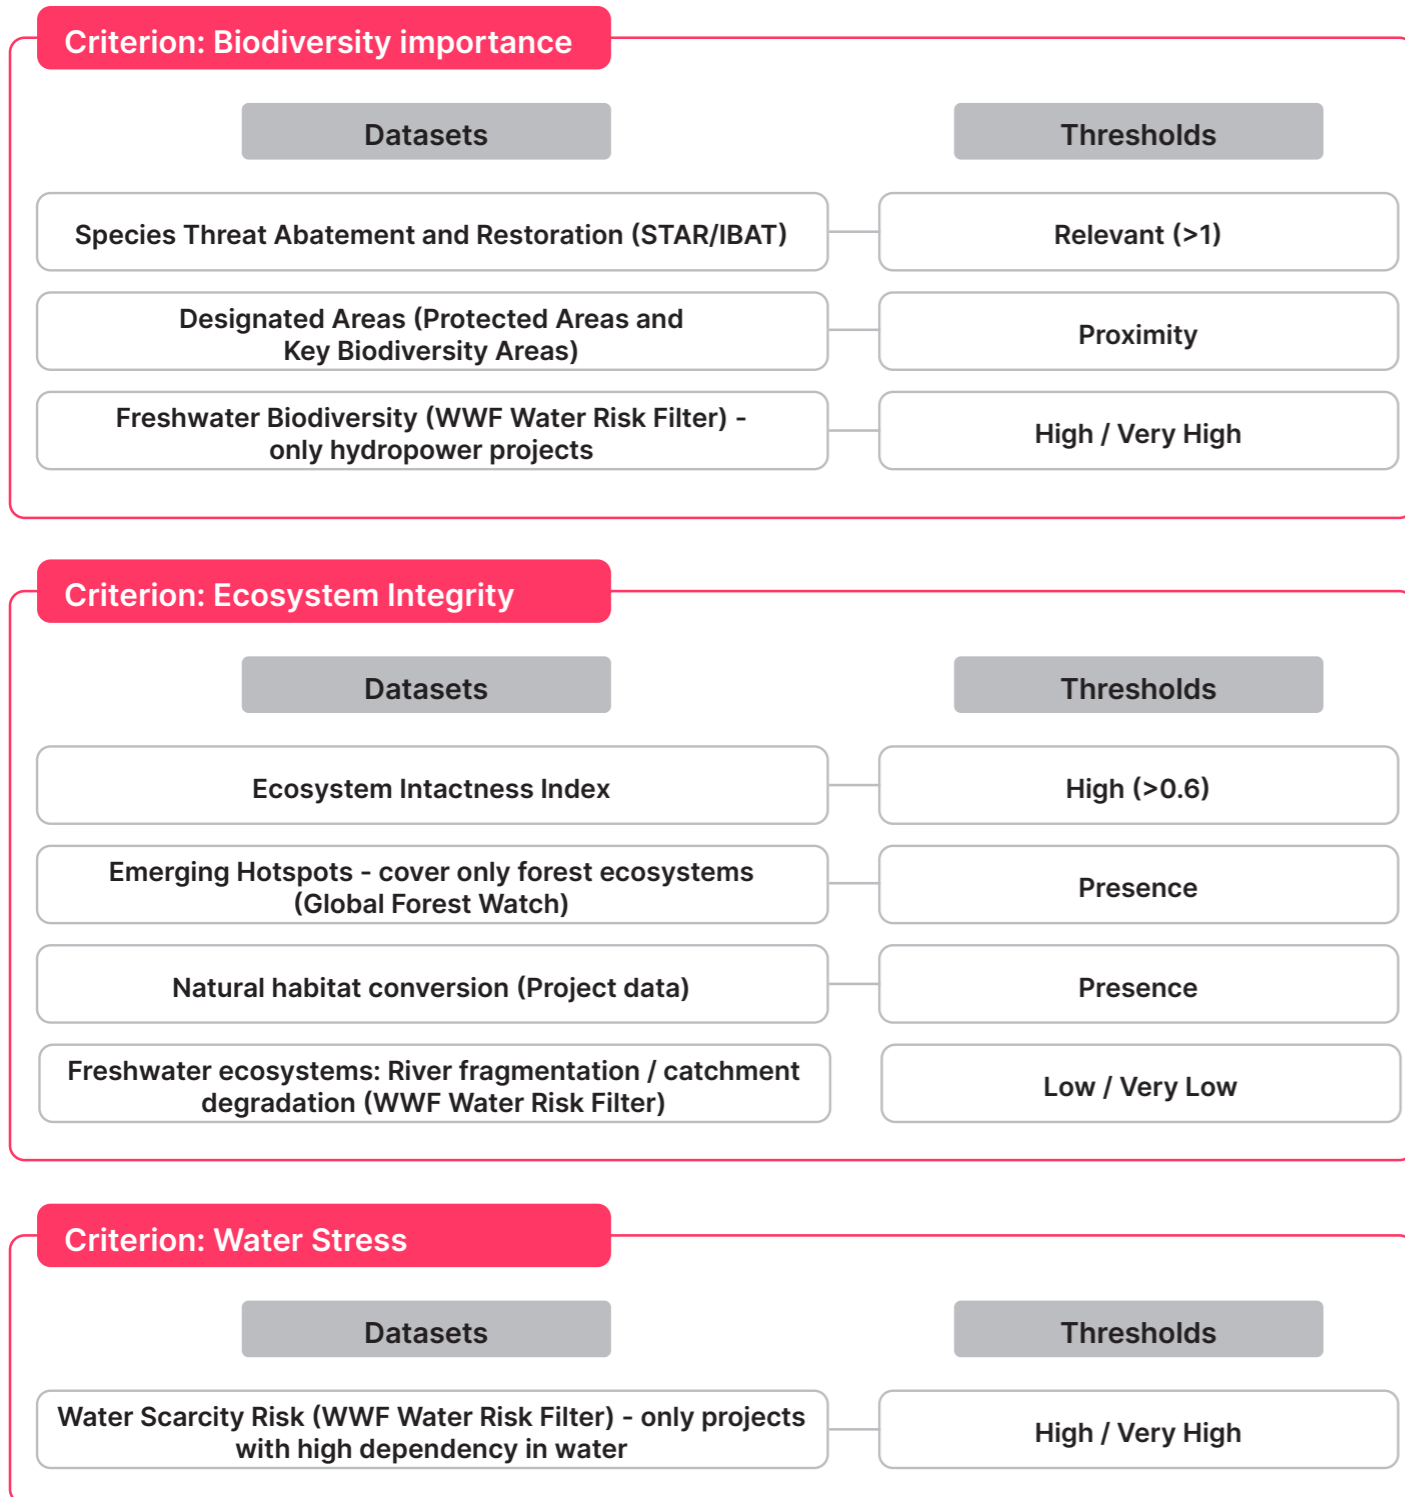 Criterion: Biodiversity importance
Datasets
Thresholds
Species Threat Abatement and Restoration (STAR/IBAT)
Relevant (>1)
Designated Areas (Protected Areas and
Key Biodiversity Areas)
Proximity
Freshwater Biodiversity (WWF Water Risk Filter) -
only hydropower projects
High / Very High
Criterion: Ecosystem Integrity
Datasets
Thresholds
Ecosystem Intactness Index
High (>0.6)
Emerging Hotspots - cover only forest ecosystems
(Global Forest Watch)
Presence
Natural habitat conversion (Project data)
Presence
Freshwater ecosystems: River fragmentation / catchment
degradation (WWF Water Risk Filter)
Low / Very Low
Criterion: Water Stress
Datasets
Thresholds
Water Scarcity Risk (WWF Water Risk Filter) - only projects
with high dependency in water
High / Very High